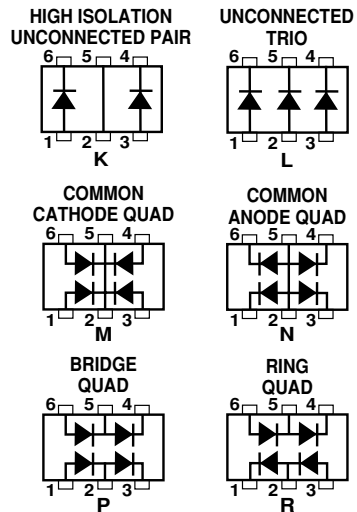 HIGH ISOLATION
UNCONNECTED PAIR
6 5 4
1 2 3
K
UNCONNECTED
TRIO
6 5 4
1 2 3
L
COMMON
CATHODE QUAD
6 5 4
1 2 3
M
COMMON
ANODE QUAD
6 5 4
1 2 3
N
BRIDGE
QUAD
6 5 4
1 2 3
P
RING
QUAD
6 5 4
1 2 3
R